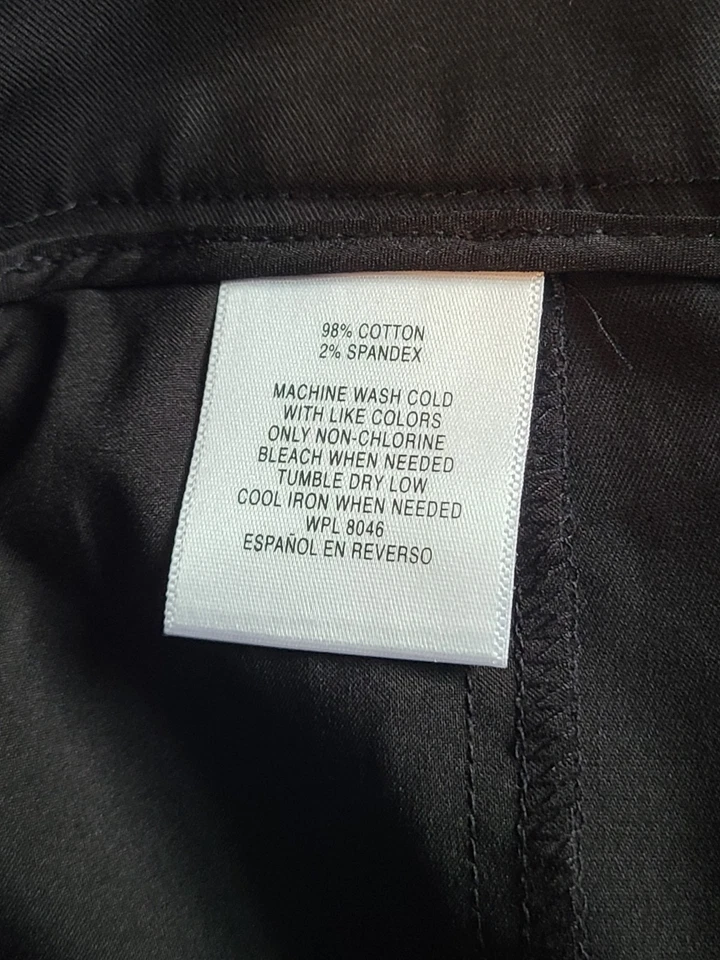 98% COTTON
2% SPANDEX
MACHINE WASH COLD
WITH LIKE COLORS
ONLY NON-CHLORINE
BLEACH WHEN NEEDED
TUMBLE DRY LOW
COOL IRON WHEN NEEDED
WPL 8046
ESPAÑOL EN REVERSO